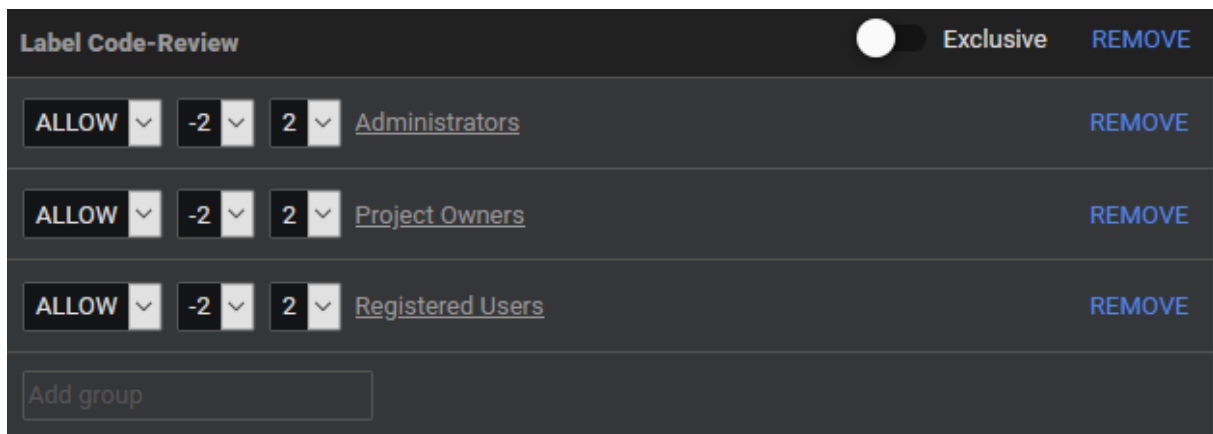 Label Code-Review Exclusive REMOVE
ALLOW -2 2 Administrators REMOVE
ALLOW -2 2 Project Owners REMOVE
ALLOW -2 2 Registered Users REMOVE
Add group